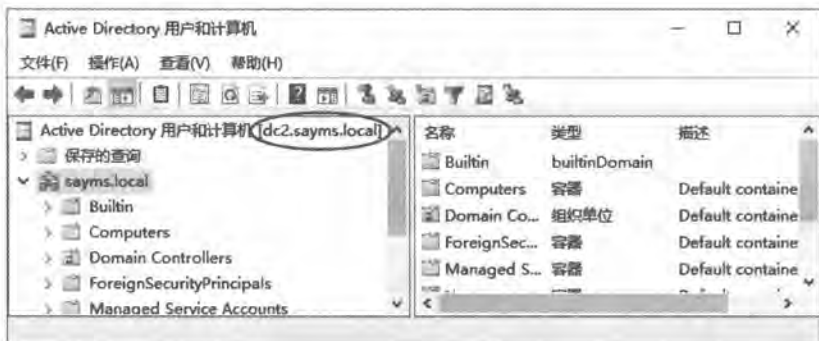 Active Directory 用户和计算机
文件(F) 操作(A) 查看(V) 帮助(H)
Active Directory 用户和计算机 [dc2.sayms.local]
保存的查询
sayms.local
Builtin
Computers
Domain Controllers
ForeignSecurityPrincipals
Managed Service Accounts
名称 类型 描述
Builtin builtinDomain
Computers 容器 Default containe
Domain Co... 组织单位 Default containe
ForeignSec... 容器 Default containe
Managed S... 容器 Default containe